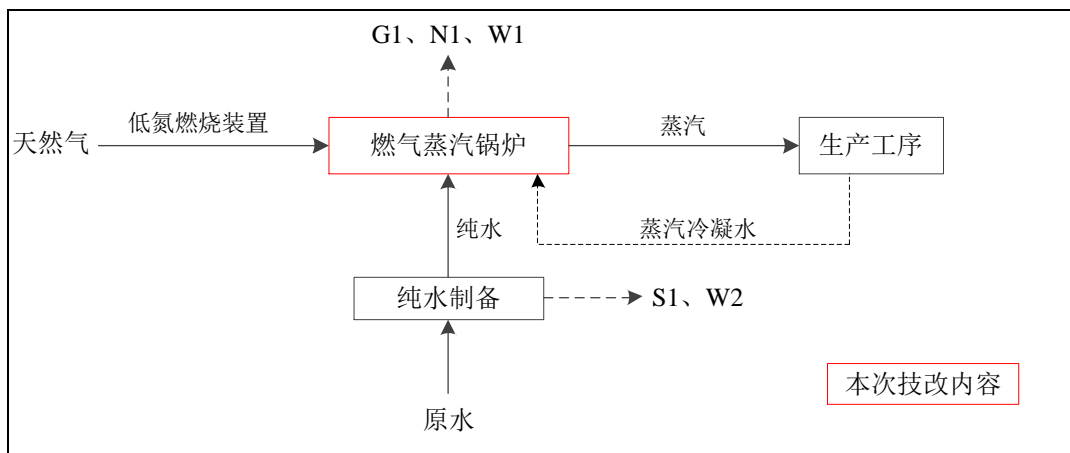 G1、N1、W1
低氮燃烧装置
天然气
燃气蒸汽锅炉
蒸汽
生产工序
纯水
蒸汽冷凝水
纯水制备
S1、W2
本次技改内容
原水